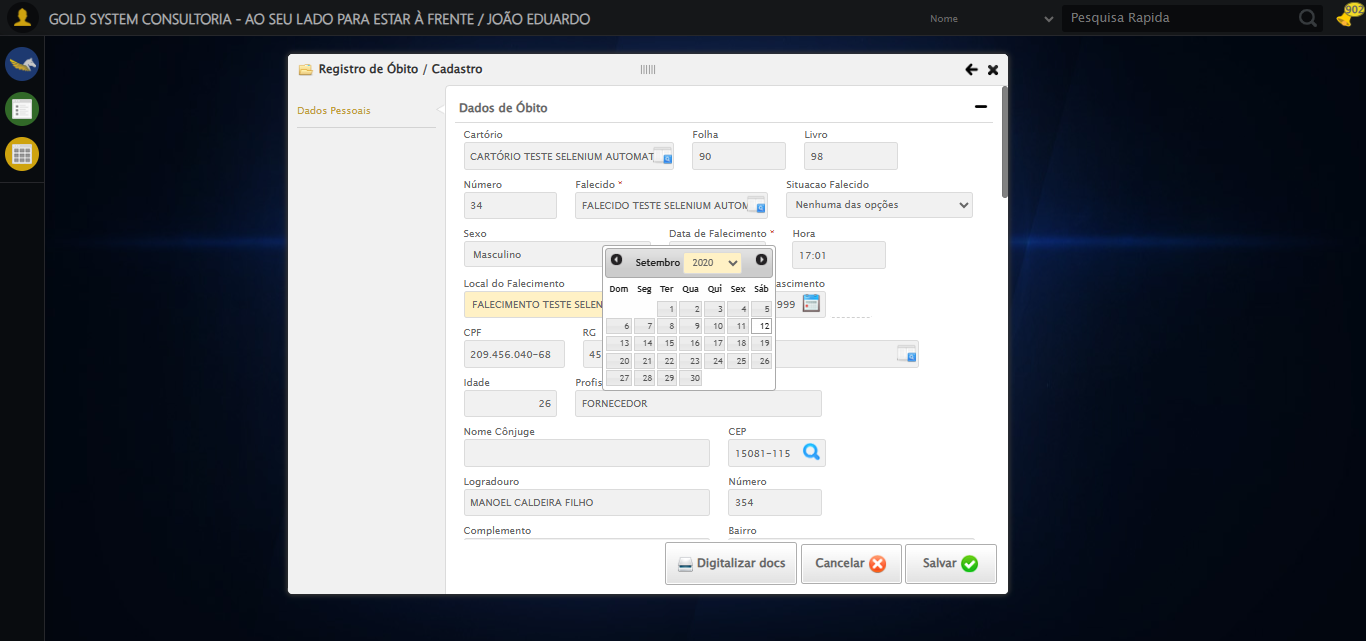 GOLD SYSTEM CONSULTORIA - AO SEU LADO PARA ESTAR À FRENTE / JOÃO EDUARDO
Nome
Pesquisa Rapida
902
Registro de Óbito / Cadastro
Dados Pessoais
Dados de Óbito
Cartório Folha Livro
CARTÓRIO TESTE SELENIUM AUTOMAT 90 98
Número Falecido * Situacao Falecido
34 FALECIDO TESTE SELENIUM AUTOM Nenhuma das opções
Sexo Data de Falecimento * Hora
Masculino 17:01
Setembro 2020
Local do Falecimento ascimento
FALECIMENTO TESTE SELEN 999
Dom Seg Ter Qua Qui Sex Sáb
1 2 3 4 5
6 7 8 9 10 11 12
13 14 15 16 17 18 19
20 21 22 23 24 25 26
27 28 29 30
CPF RG
209.456.040-68 45
Idade Profis
26 FORNECEDOR
Nome Cônjuge CEP
15081-115
Logradouro Número
MANOEL CALDEIRA FILHO 354
Complemento Bairro
Digitalizar docs Cancelar Salvar